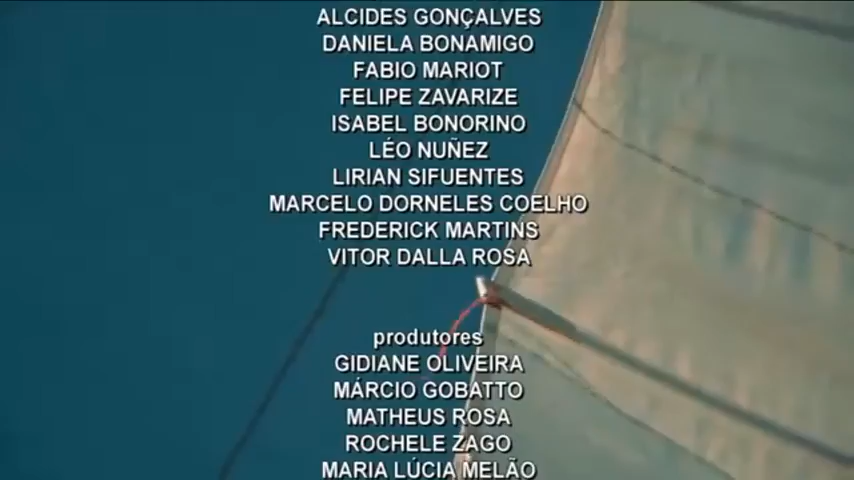 ALCIDES GONÇALVES
DANIELA BONAMIGO
FABIO MARIOT
FELIPE ZAVARIZE
ISABEL BONORINO
LÉO NUÑEZ
LIRIAN SIFUENTES
MARCELO DORNELES COELHO
FREDERICK MARTINS
VITOR DALLA ROSA
produtores
GIDIANE OLIVEIRA
MÁRCIO GOBATTO
MATHEUS ROSA
ROCHELE ZAGO
MARIA LÚCIA MELÃO